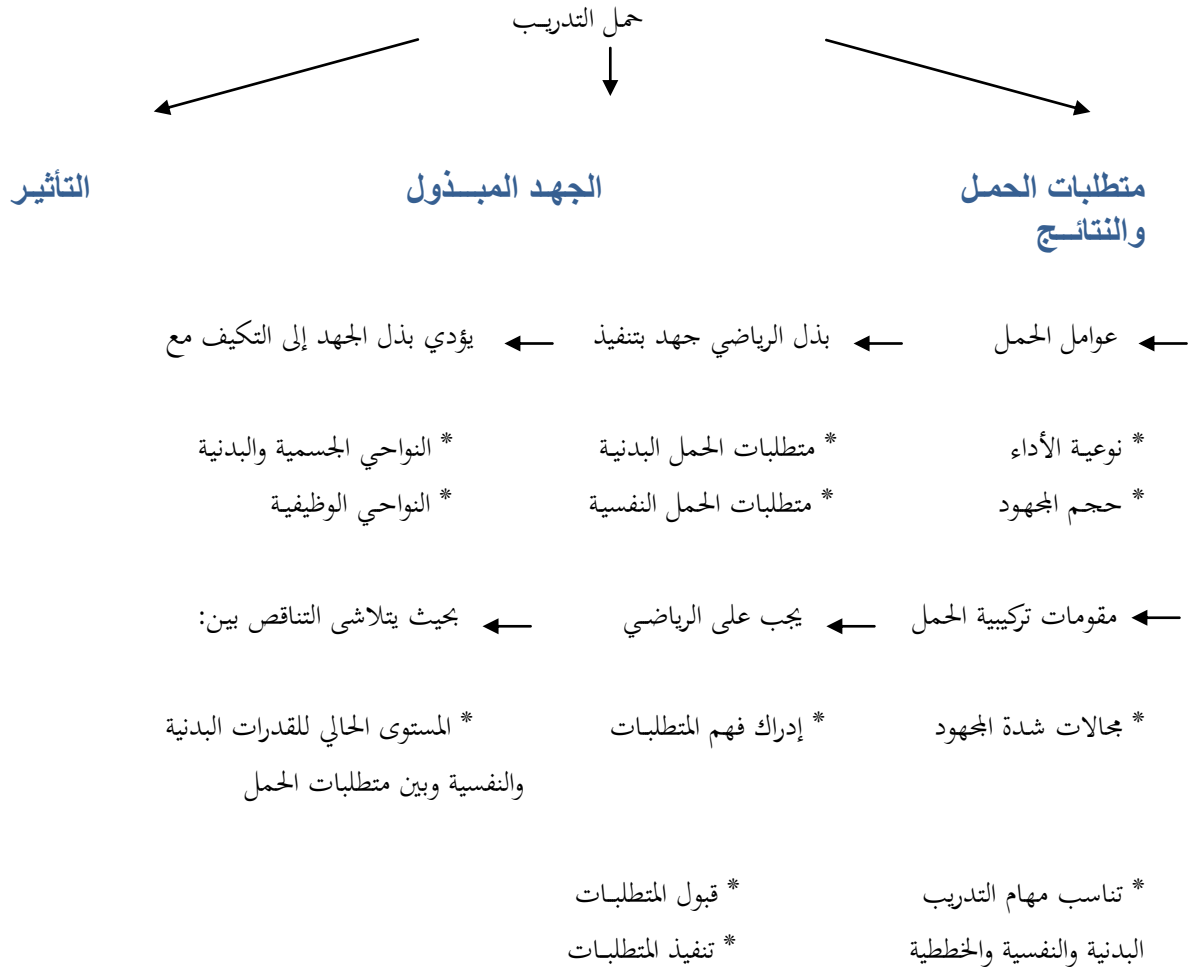 حمل التدريب
متطلبات الحمل الجهد المبذول التأثير
والنتائج
عوامل الحمل بذل الرياضي جهد بتنفيذ يؤدي بذل الجهد إلى التكيف مع
* نوعية الأداء * متطلبات الحمل البدنية * النواحي الجسمية والبدنية
* حجم المجهود * متطلبات الحمل النفسية * النواحي الوظيفية
مقومات تركيبية الحمل يجب على الرياضي بحيث يتلاشى التناقص بين:
* مجالات شدة المجهود * إدراك فهم المتطلبات * المستوى الحالي للقدرات البدنية
والنفسية وبين متطلبات الحمل
* تناسب مهام التدريب * قبول المتطلبات
البدنية والنفسية والخططية * تنفيذ المتطلبات